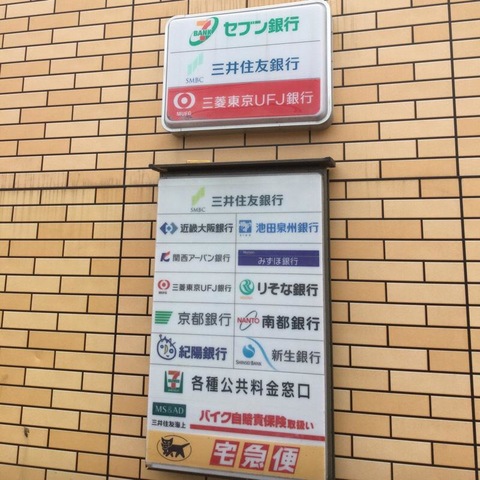 7 BANK セブン銀行
SMBC 三井住友銀行
MUFG 三菱東京UFJ銀行
SMBC 三井住友銀行
近畿大阪銀行 池田泉州銀行
関西アーバン銀行 みずほ銀行
三菱東京UFJ銀行 りそな銀行
京都銀行 NANTO 南都銀行
紀陽銀行 SHINSEI BANK 新生銀行
各種公共料金窓口
MS&AD
三井住友海上 バイク自賠責保険取扱い
宅急便